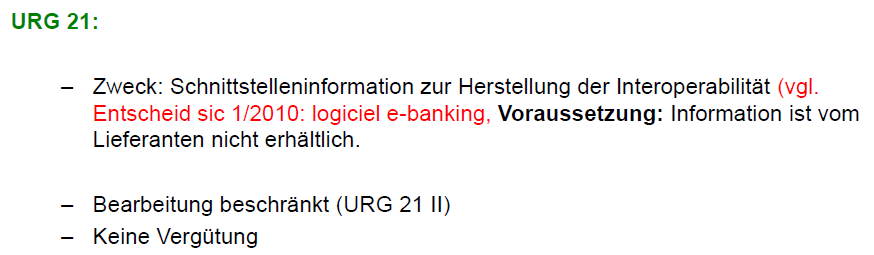 URG 21:
– Zweck: Schnittstelleninformation zur Herstellung der Interoperabilität (vgl.
Entscheid sic 1/2010: logiciel e-banking, Voraussetzung: Information ist vom
Lieferanten nicht erhältlich.
– Bearbeitung beschränkt (URG 21 II)
– Keine Vergütung